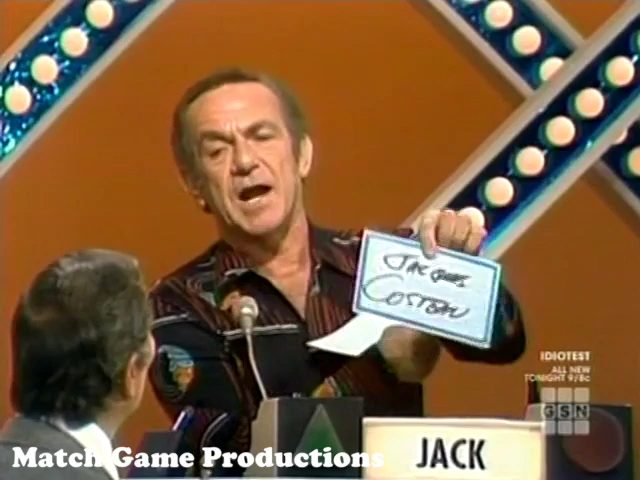 JACQUES
COSTEAU
IDIOTEST
ALL NEW
TONIGHT 9/8c
GSN
JACK
Match Game Productions